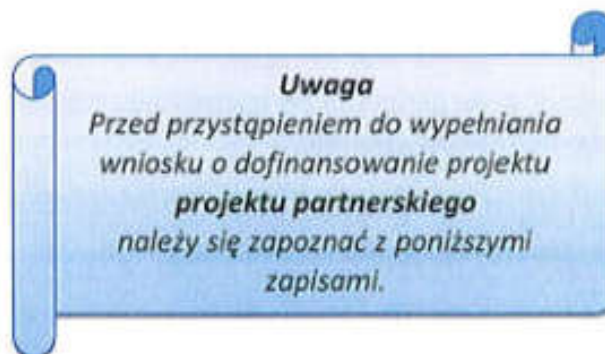 Uwaga
Przed przystąpieniem do wypełniania
wniosku o dofinansowanie projektu
projektu partnerskiego
należy się zapoznać z poniższymi
zapisami.